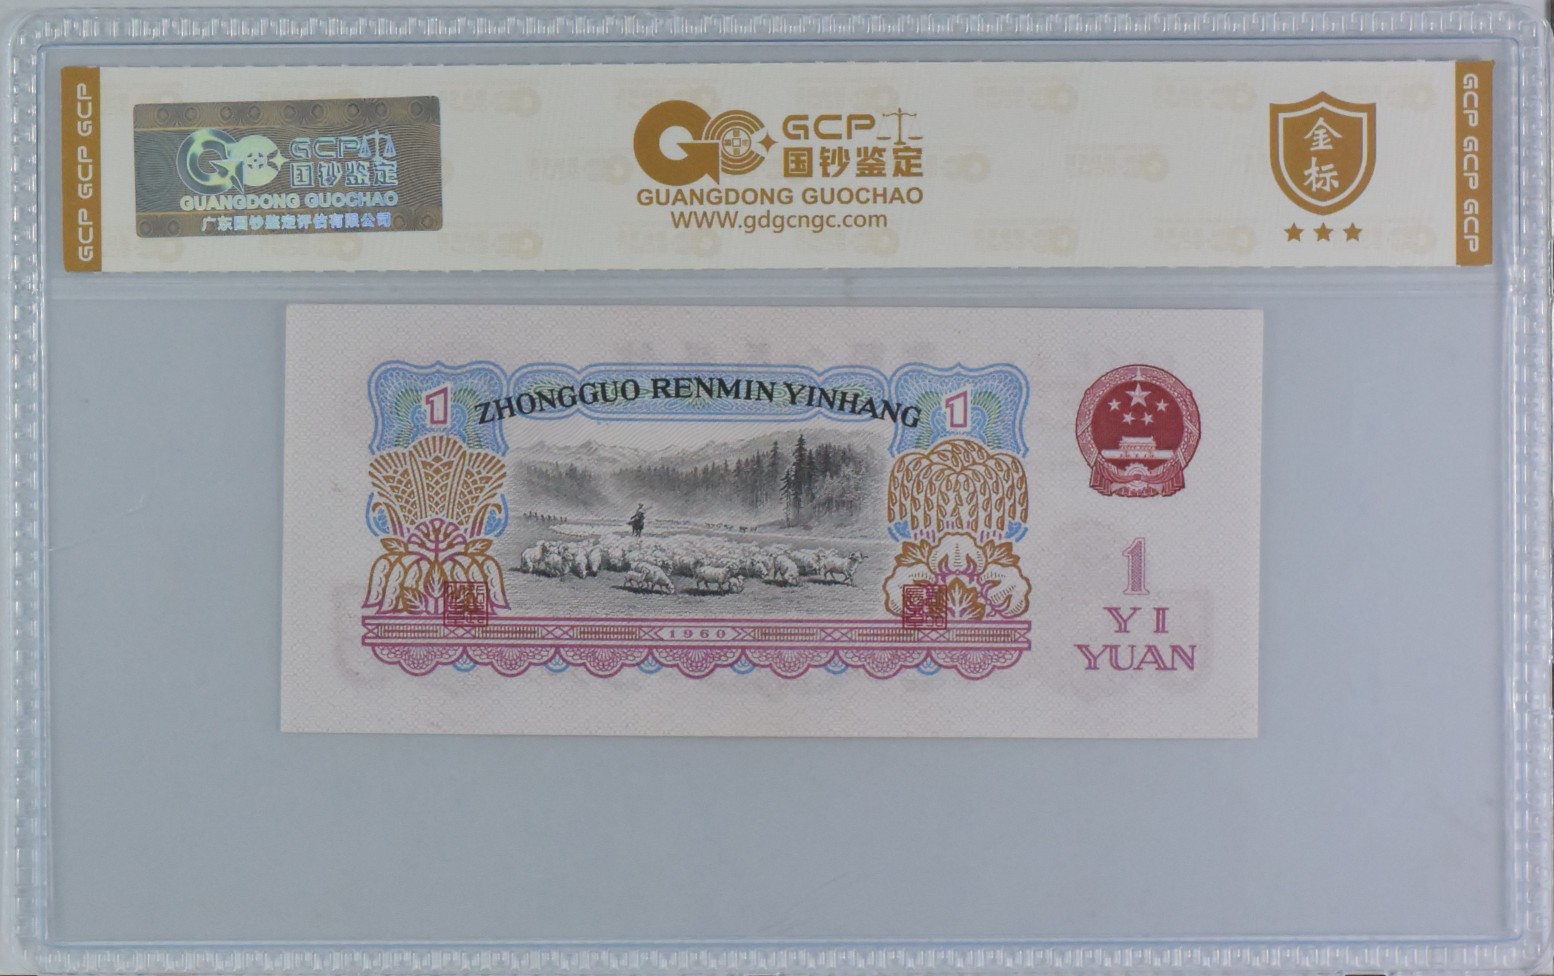 GCP GCP GCP
GCP
国钞鉴定
GUANGDONG GUOCHAO
广东国钞鉴定评估有限公司
GCP
国钞鉴定
GUANGDONG GUOCHAO
WWW.gdgcngc.com
金标
GCP GCP GCP
1
ZHONGGUO RENMIN YINHANG
1
1960
1
YI
YUAN